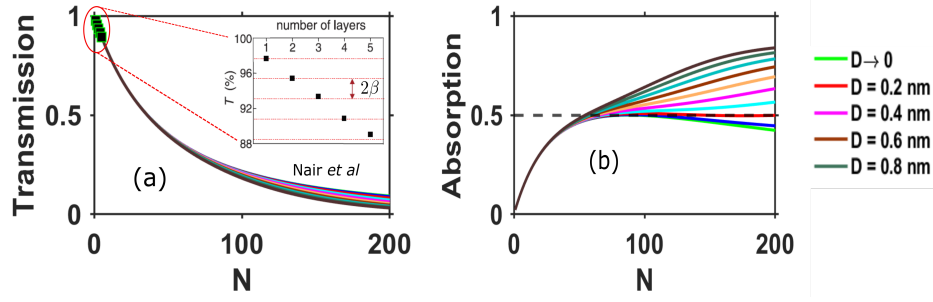 Transmission
1
0.5
0
0
100
200
N
(a)
number of layers
1 2 3 4 5
T (%)
100
96
92
88
2β
Nair et al
Absorption
1
0.5
0
0
100
200
N
(b)
D→ 0
D = 0.2 nm
D = 0.4 nm
D = 0.6 nm
D = 0.8 nm